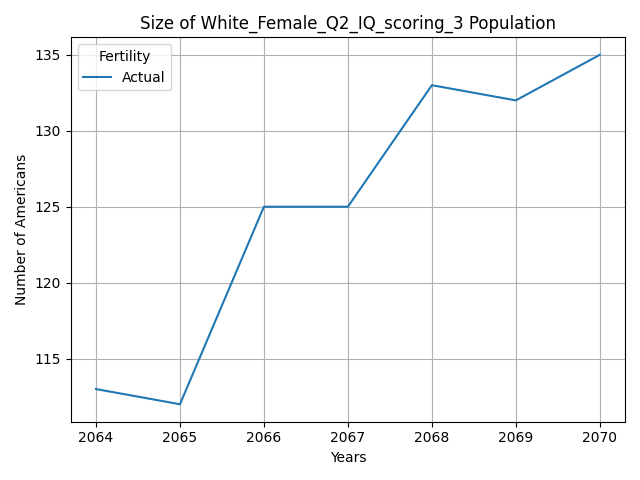 Size of White_Female_Q2_IQ_scoring_3 Population
Fertility
Actual
Number of Americans
135
130
125
120
115
2064 2065 2066 2067 2068 2069 2070
Years